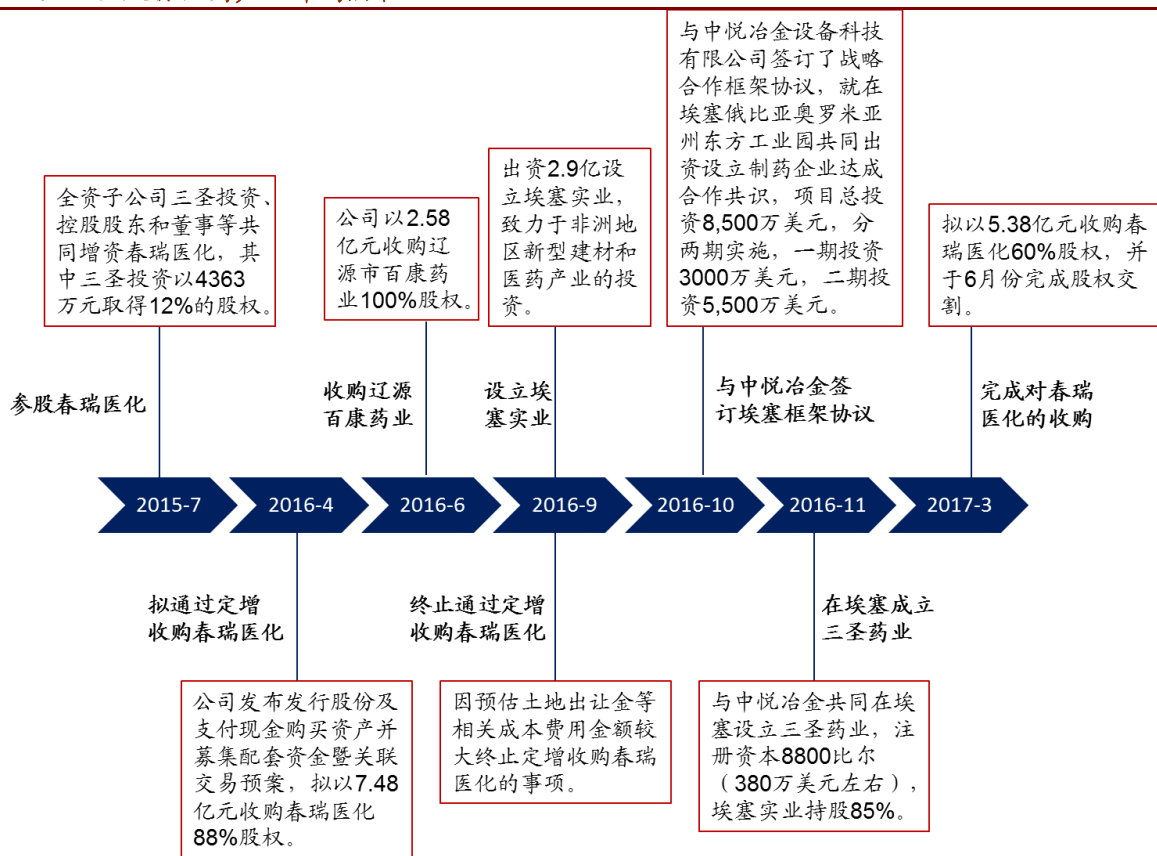 全资子公司三圣投资、
控股股东和董事等共
同增资春瑞医化，其
中三圣投资以4363
万元取得12%的股权。
公司以2.58
亿元收购辽
源市百康药
业100%股权。
出资2.9亿设
立埃塞实业，
致力于非洲地
区新型建材和
医药产业的投
资。
与中悦冶金设备科技
有限公司签订了战略
合作框架协议，就在
埃塞俄比亚奥罗米亚
州东方工业园共同出
资设立制药企业达成
合作共识，项目总投
资8,500万美元，分
两期实施，一期投资
3000万美元，二期投
资5,500万美元。
拟以5.38亿元收购春
瑞医化60%股权，并
于6月份完成股权交
割。
参股春瑞医化
收购辽源
百康药业
设立埃
塞实业
与中悦冶金签
订埃塞框架协议
完成对春瑞
医化的收购
2015-7
2016-4
2016-6
2016-9
2016-10
2016-11
2017-3
拟通过定增
收购春瑞医化
终止通过定增
收购春瑞医化
在埃塞成立
三圣药业
公司发布发行股份及
支付现金购买资产并
募集配套资金暨关联
交易预案，拟以7.48
亿元收购春瑞医化
88%股权。
因预估土地出让金等
相关成本费用金额较
大终止定增收购春瑞
医化的事项。
与中悦冶金共同在埃
塞设立三圣药业，注
册资本8800比尔
（380万美元左右），
埃塞实业持股85%。